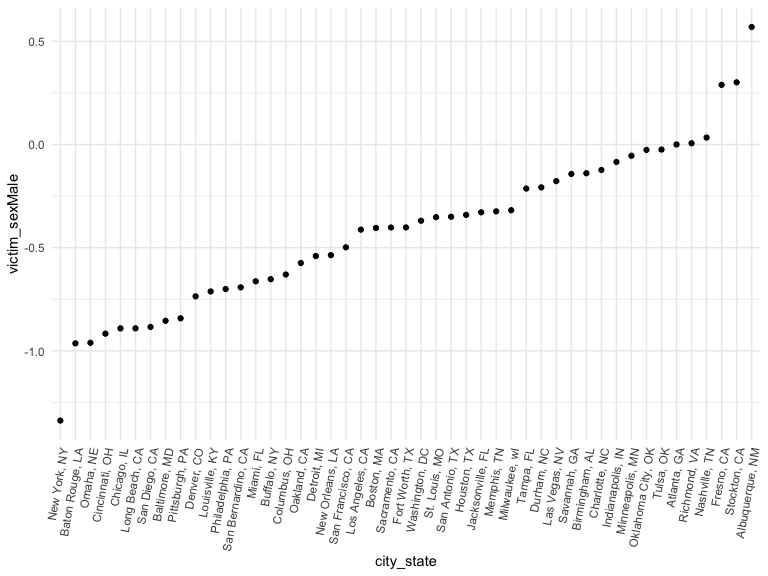 0.5
0.0
-0.5
-1.0
victim_sexMale
New York, NY
Baton Rouge, LA
Omaha, NE
Cincinnati, OH
Chicago, IL
Long Beach, CA
San Diego, CA
Baltimore, MD
Pittsburgh, PA
Denver, CO
Louisville, KY
Philadelphia, PA
San Bernardino, CA
Miami, FL
Buffalo, NY
Columbus, OH
Oakland, CA
Detroit, MI
New Orleans, LA
San Francisco, CA
Los Angeles, CA
Boston, MA
Sacramento, CA
Fort Worth, TX
Washington, DC
St. Louis, MO
San Antonio, TX
Houston, TX
Jacksonville, FL
Memphis, TN
Milwaukee, wI
Tampa, FL
Durham, NC
Las Vegas, NV
Savannah, GA
Birmingham, AL
Charlotte, NC
Indianapolis, IN
Minneapolis, MN
Oklahoma City, OK
Tulsa, OK
Atlanta, GA
Richmond, VA
Nashville, TN
Fresno, CA
Stockton, CA
Albuquerque, NM
city_state